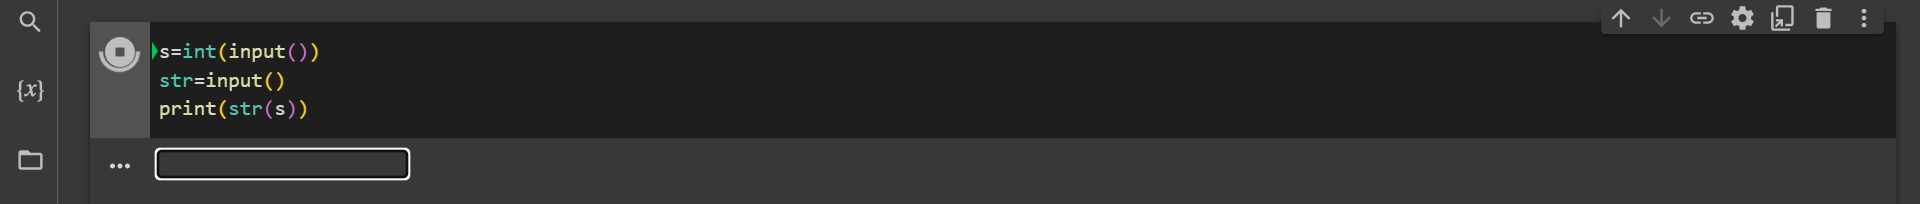 s=int(input())
{x}
str=input()
print(str(s))